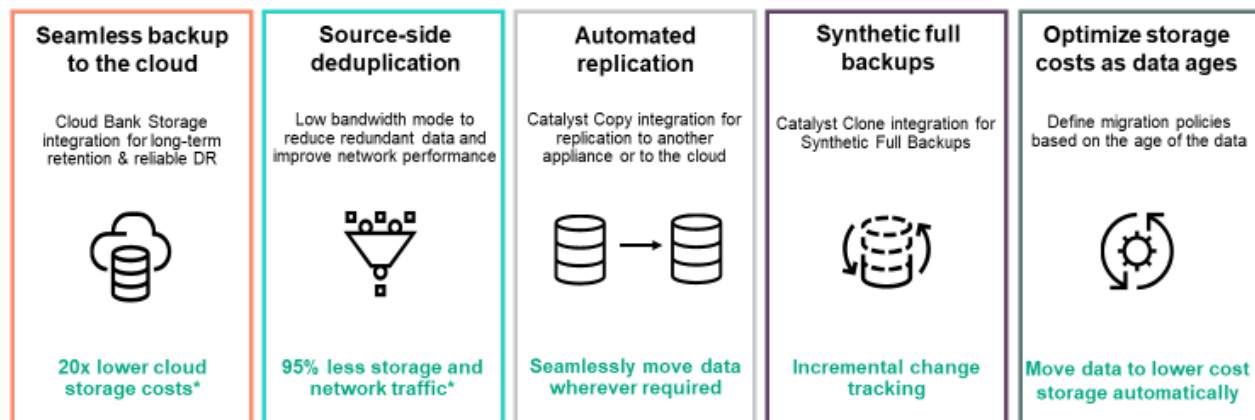 Seamless backup
to the cloud
Cloud Bank Storage
integration for long-term
retention & reliable DR
20x lower cloud
storage costs*
Source-side
deduplication
Low bandwidth mode to
reduce redundant data and
improve network performance
95% less storage and
network traffic*
Automated
replication
Catalyst Copy integration for
replication to another
appliance or to the cloud
Seamlessly move data
wherever required
Synthetic full
backups
Catalyst Clone integration for
Synthetic Full Backups
Incremental change
tracking
Optimize storage
costs as data ages
Define migration policies
based on the age of the data
Move data to lower cost
storage automatically